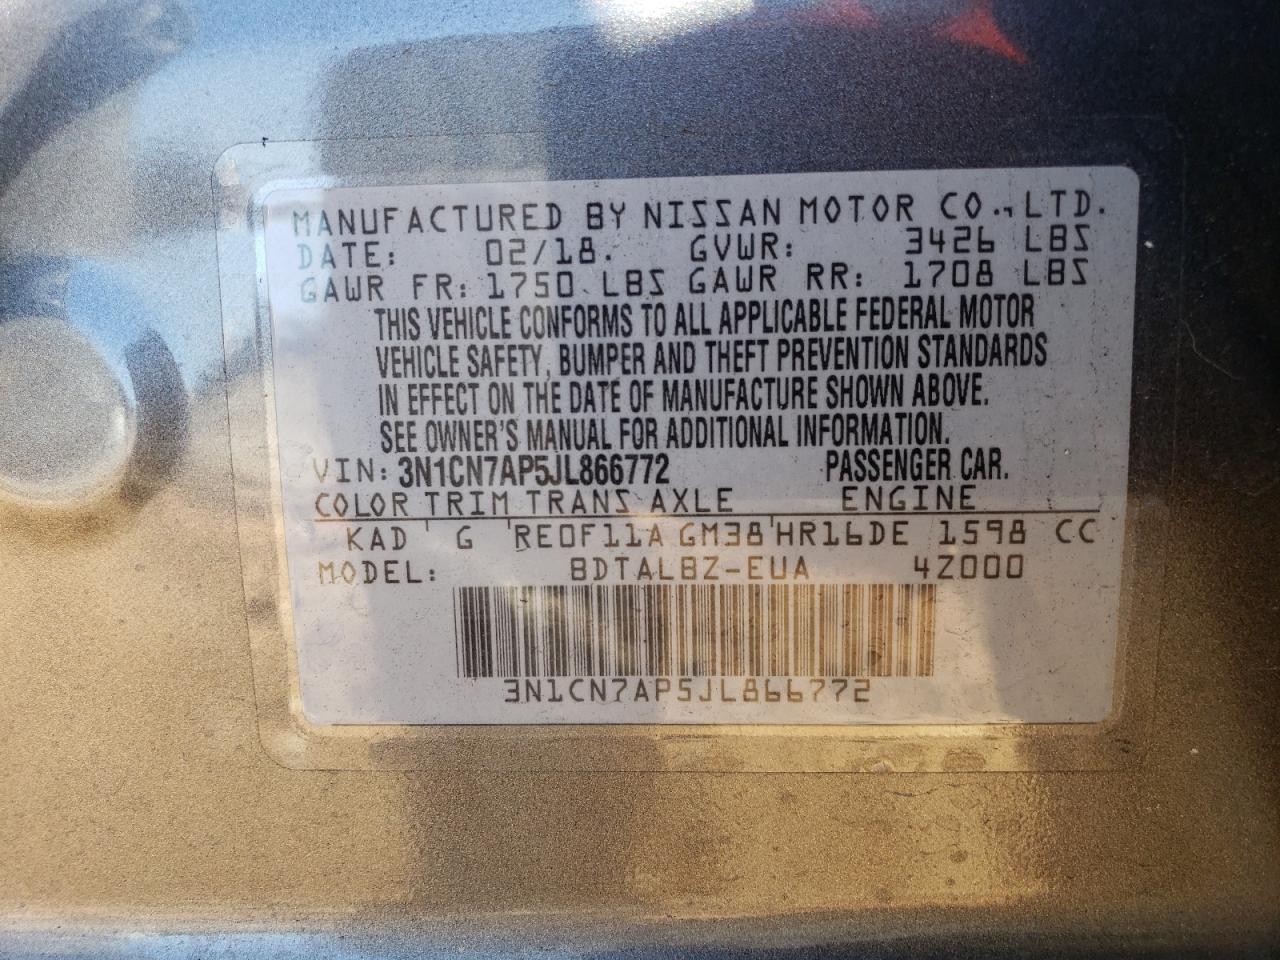 MANUFACTURED BY NISSAN MOTOR CO., LTD.
DATE: 02/18. GVWR: 3426 LBS
GAWR FR: 1750 LBS GAWR RR: 1708 LBS
THIS VEHICLE CONFORMS TO ALL APPLICABLE FEDERAL MOTOR
VEHICLE SAFETY, BUMPER AND THEFT PREVENTION STANDARDS
IN EFFECT ON THE DATE OF MANUFACTURE SHOWN ABOVE.
SEE OWNER'S MANUAL FOR ADDITIONAL INFORMATION.
VIN: 3N1CN7AP5JL866772 PASSENGER CAR.
COLOR TRIM TRANS AXLE ENGINE
KAD G RE0F11A GM38 HR16DE 1598 CC
MODEL: BDTALBZ-EUA 4Z000
3N1CN7AP5JL866772